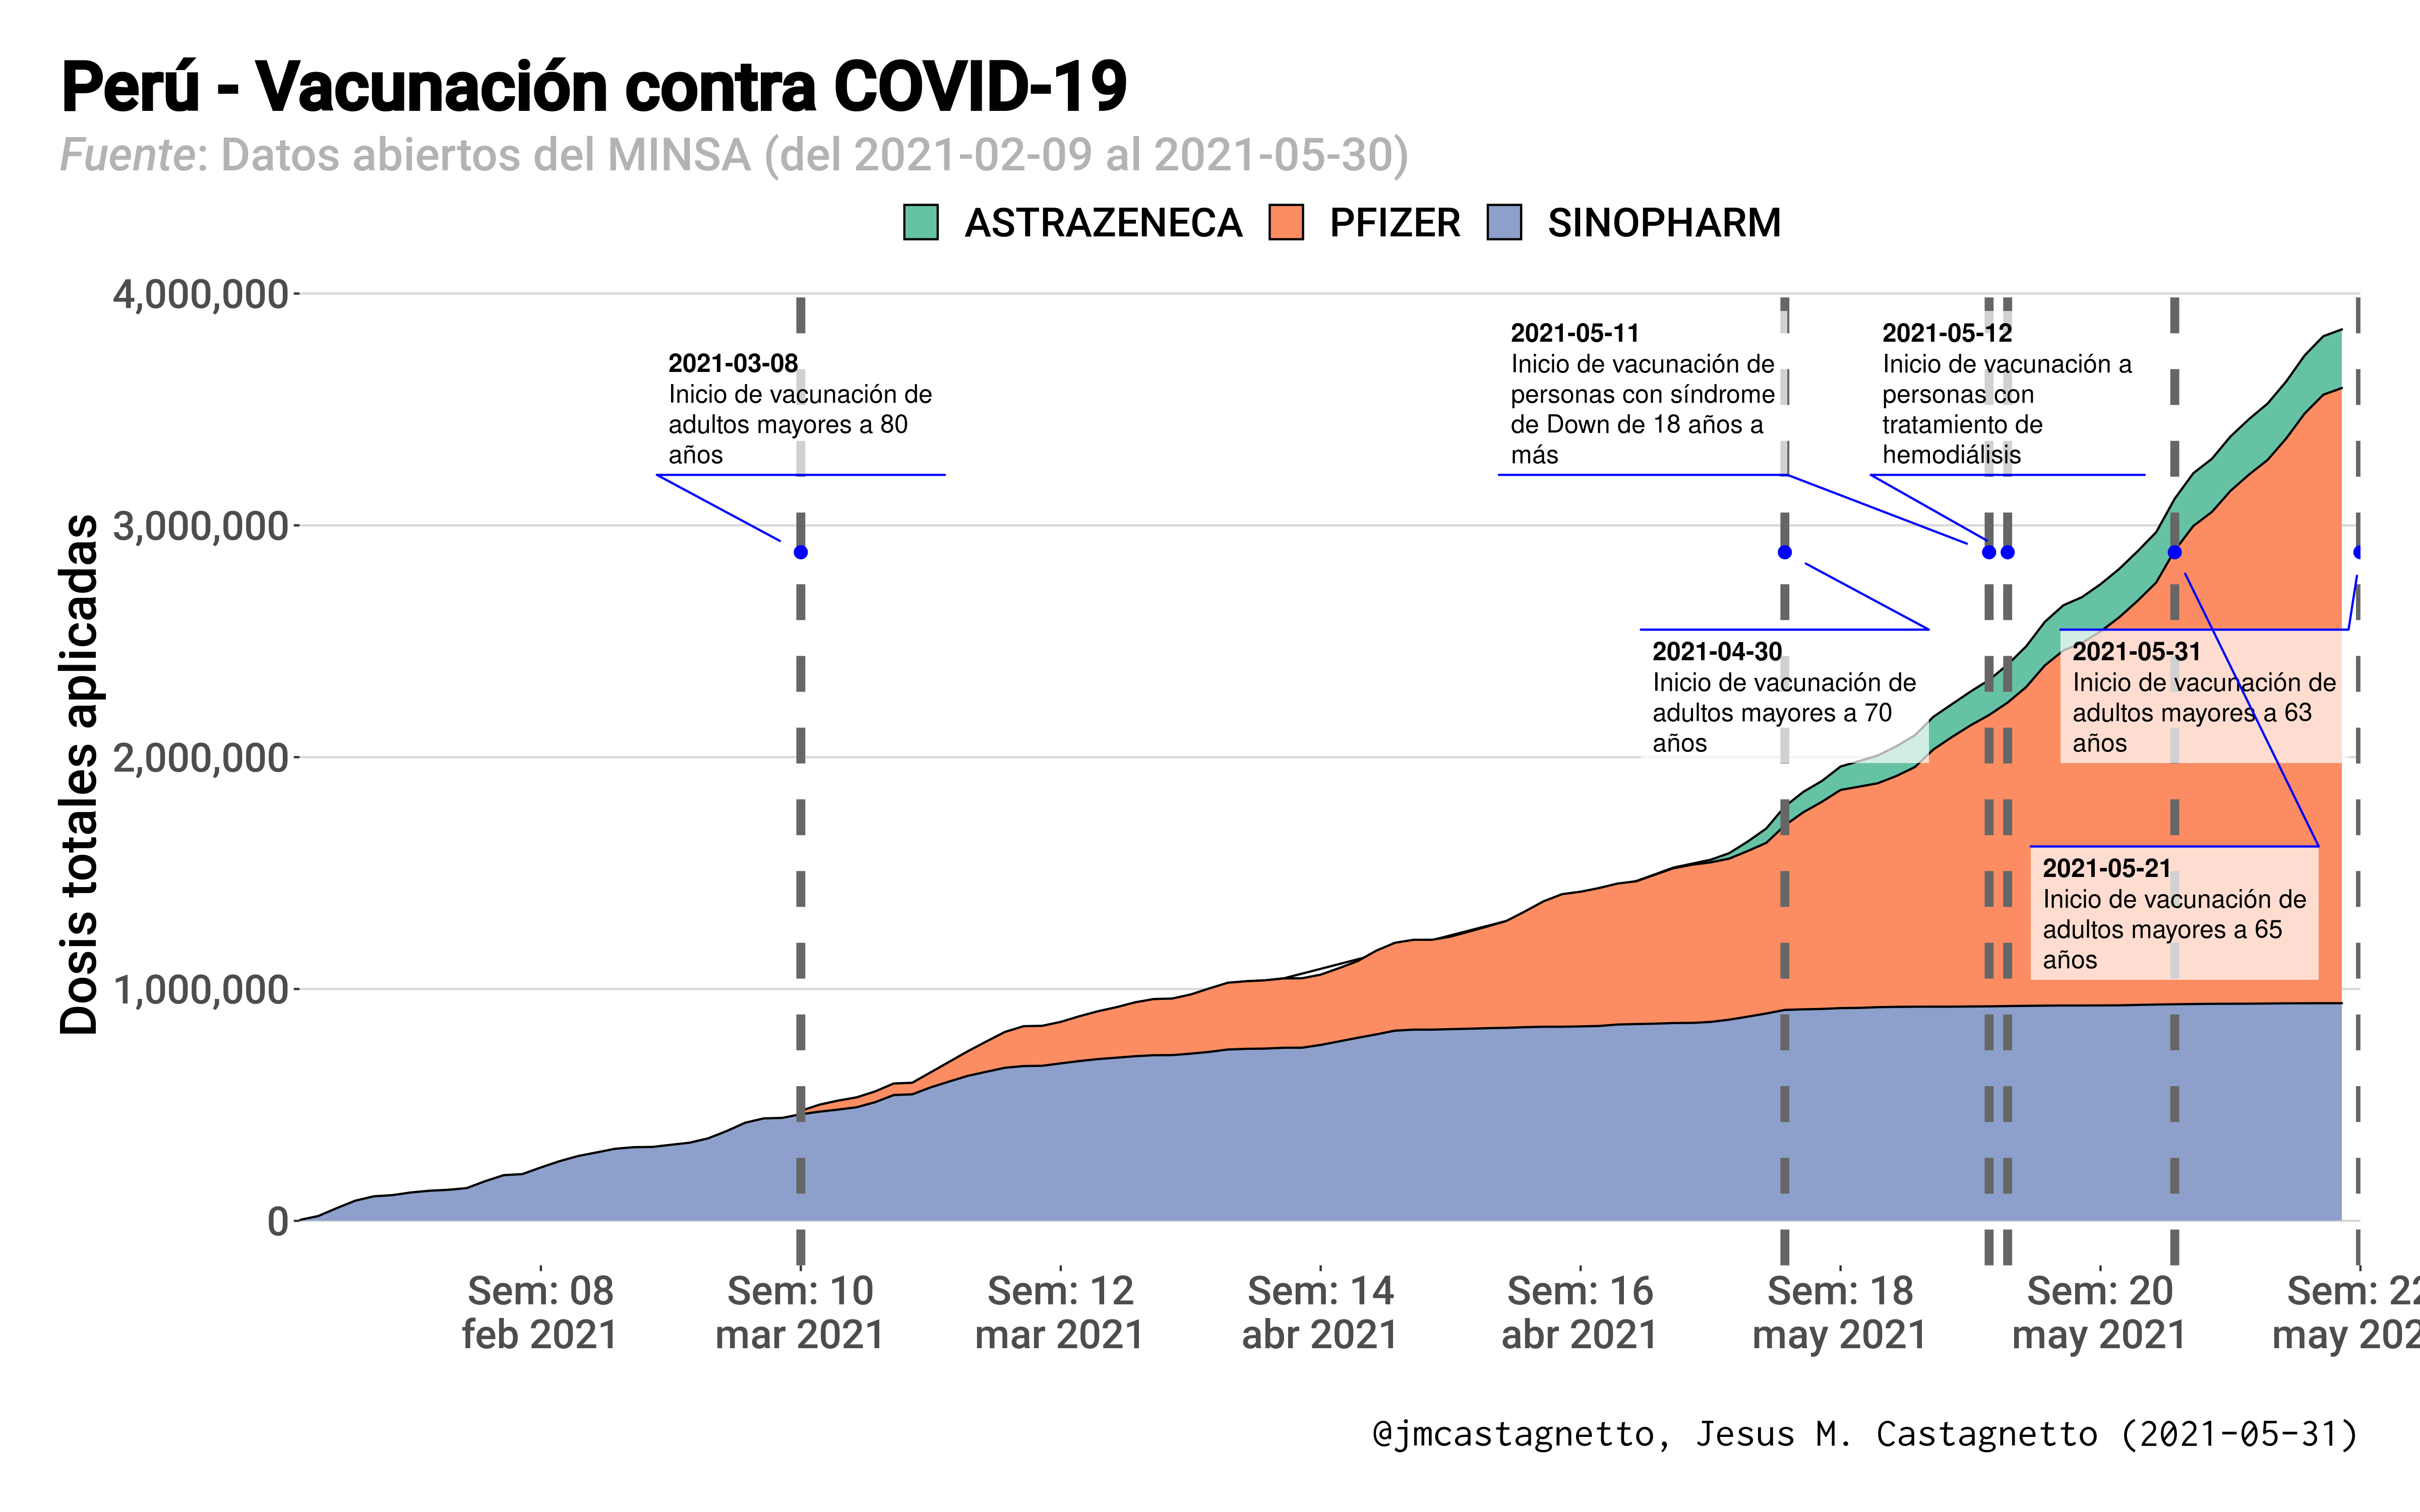 Perú - Vacunación contra COVID-19
Fuente: Datos abiertos del MINSA (del 2021-02-09 al 2021-05-30)
ASTRAZENECA PFIZER SINOPHARM
Dosis totales aplicadas
4,000,000
3,000,000
2,000,000
1,000,000
0
2021-03-08
Inicio de vacunación de
adultos mayores a 80
años
2021-05-11
Inicio de vacunación de
personas con síndrome
de Down de 18 años a
más
2021-05-12
Inicio de vacunación a
personas con
tratamiento de
hemodiálisis
2021-04-30
Inicio de vacunación de
adultos mayores a 70
años
2021-05-31
Inicio de vacunación de
adultos mayores a 63
años
2021-05-21
Inicio de vacunación de
adultos mayores a 65
años
Sem: 08
feb 2021
Sem: 10
mar 2021
Sem: 12
mar 2021
Sem: 14
abr 2021
Sem: 16
abr 2021
Sem: 18
may 2021
Sem: 20
may 2021
Sem: 22
may 202
@jmcastagnetto, Jesus M. Castagnetto (2021-05-31)